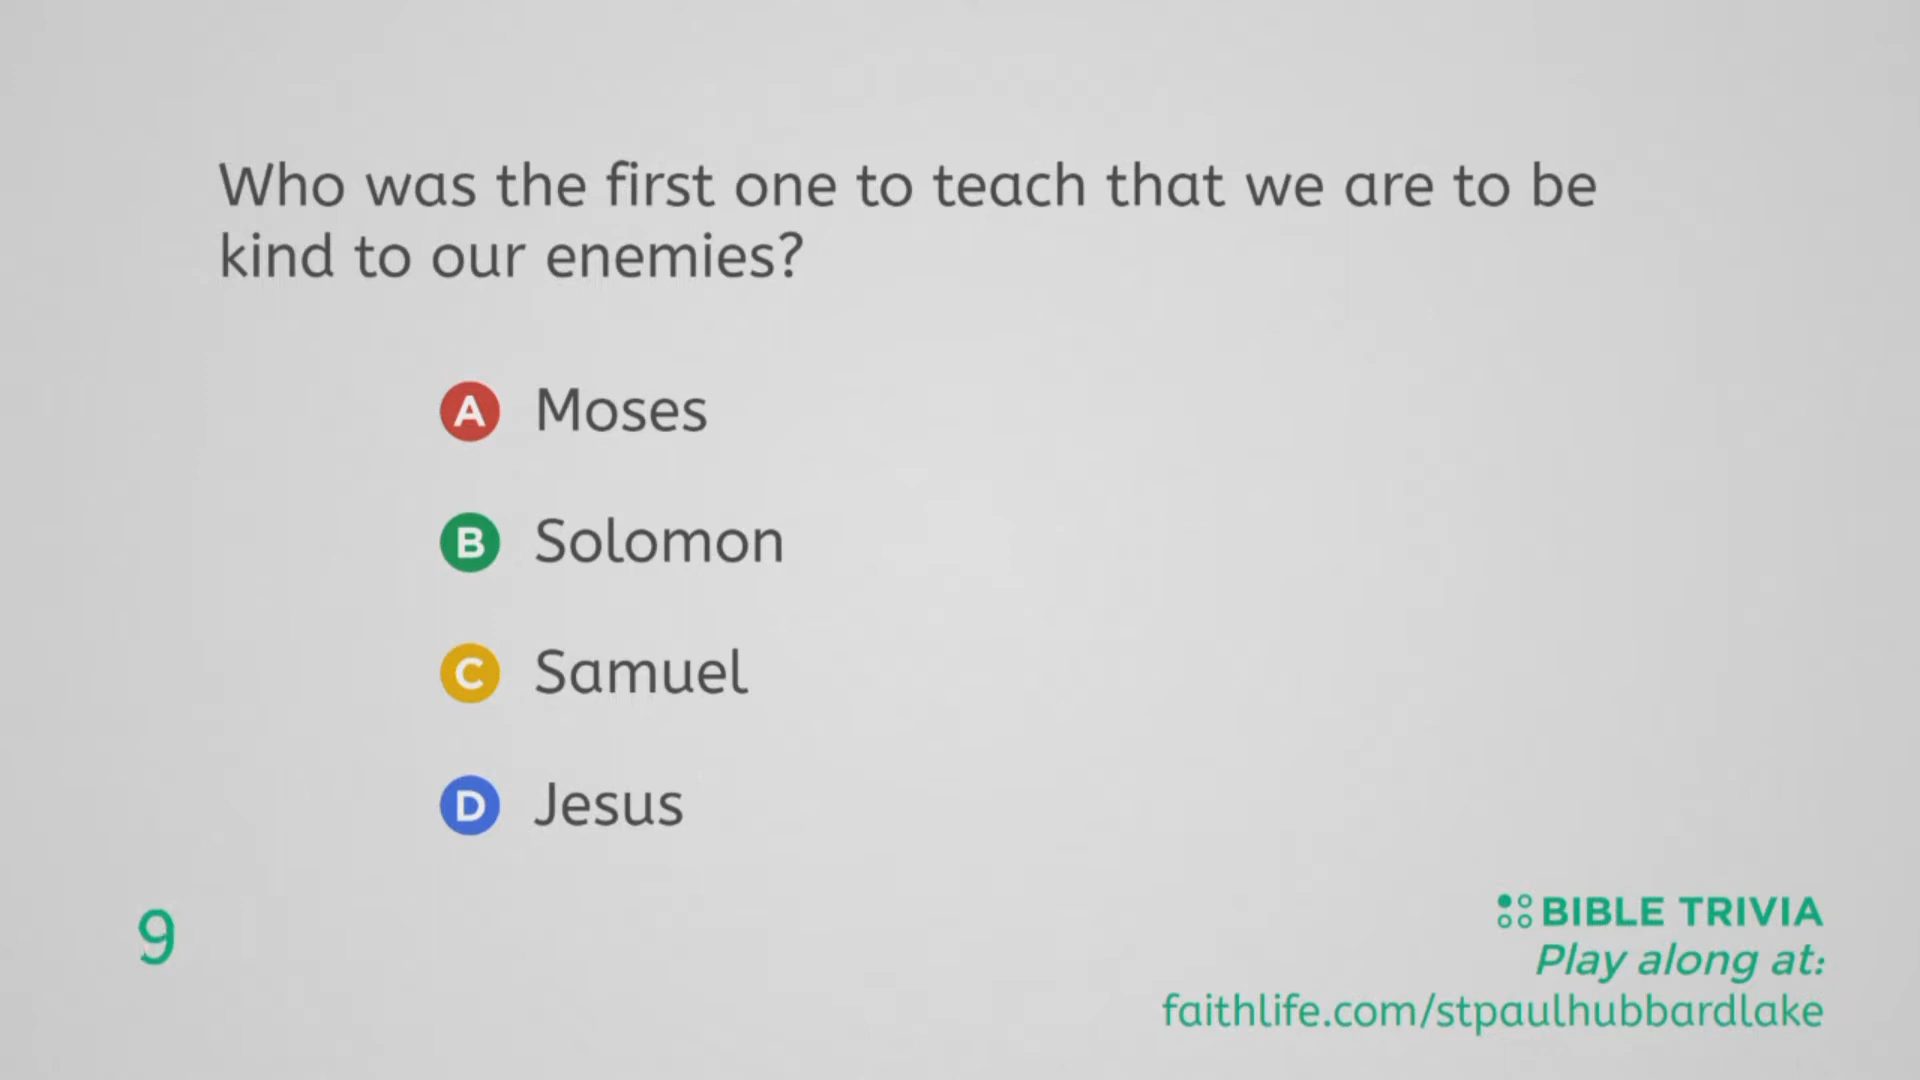 Who was the first one to teach that we are to be
kind to our enemies?
A Moses
B Solomon
C Samuel
D Jesus
9
BIBLE TRIVIA
Play along at:
faithlife.com/stpaulhubbardlake